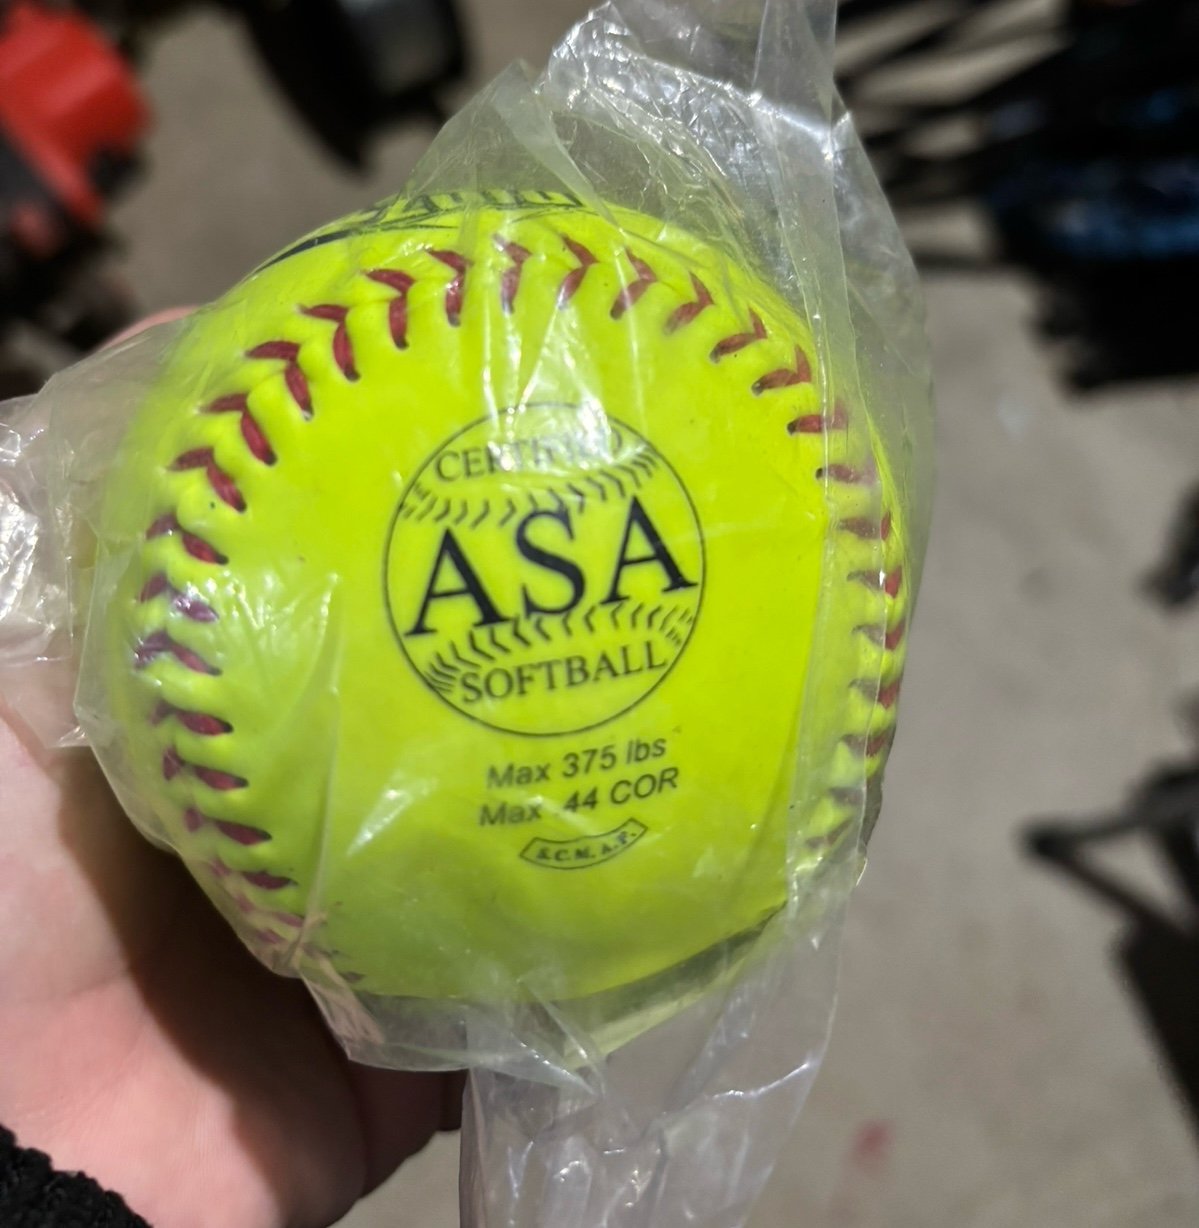 CERTIFIED
ASA
SOFTBALL
Max 375 lbs
Max .44 COR
S.C.M.A.F.